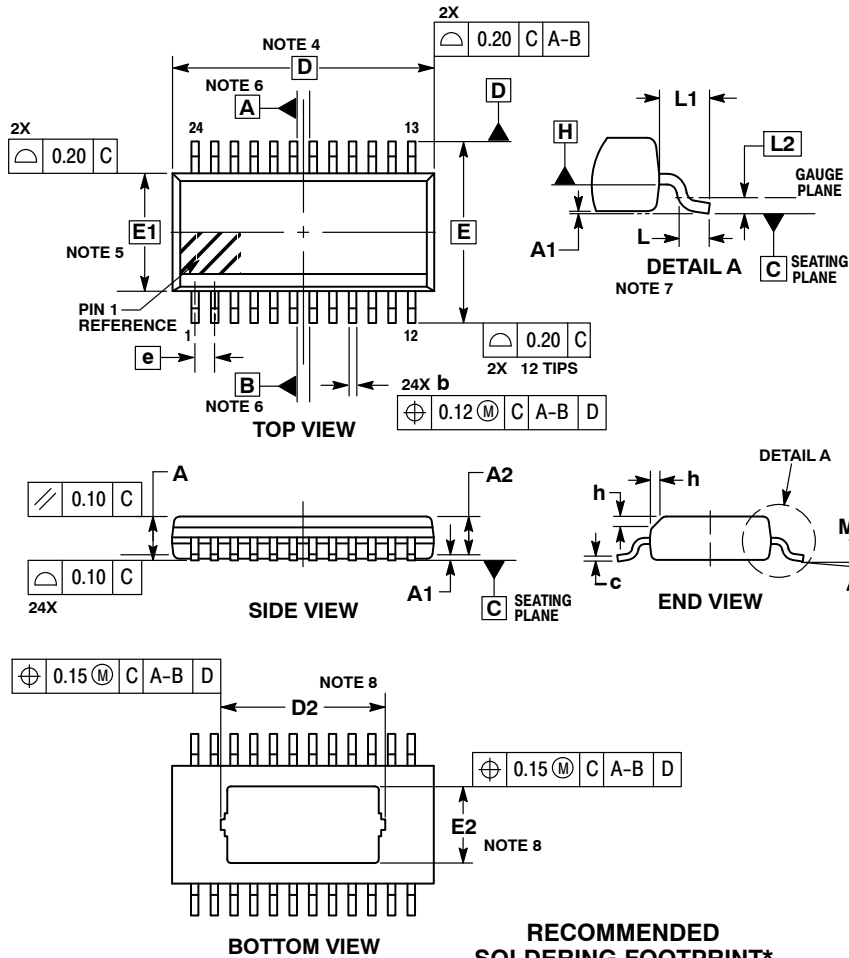 2X
⌓ 0.20 C A-B
NOTE 4
D
NOTE 6
A
D
24
13
2X
⌓ 0.20 C
E1
NOTE 5
E
PIN 1
REFERENCE
1
12
e
⌓ 0.20 C
2X 12 TIPS
B
NOTE 6
24X b
⌖ 0.12 Ⓜ C A-B D
TOP VIEW
L1
H
L2
GAUGE
PLANE
A1
L
DETAIL A
NOTE 7
C SEATING
PLANE
A
A2
⫽ 0.10 C
⌓ 0.10 C
24X
SIDE VIEW
A1
C SEATING
PLANE
DETAIL A
h
h
M
c
END VIEW
⌖ 0.15 Ⓜ C A-B D
NOTE 8
D2
⌖ 0.15 Ⓜ C A-B D
E2
NOTE 8
BOTTOM VIEW
RECOMMENDED
SOLDERING FOOTPRINT*